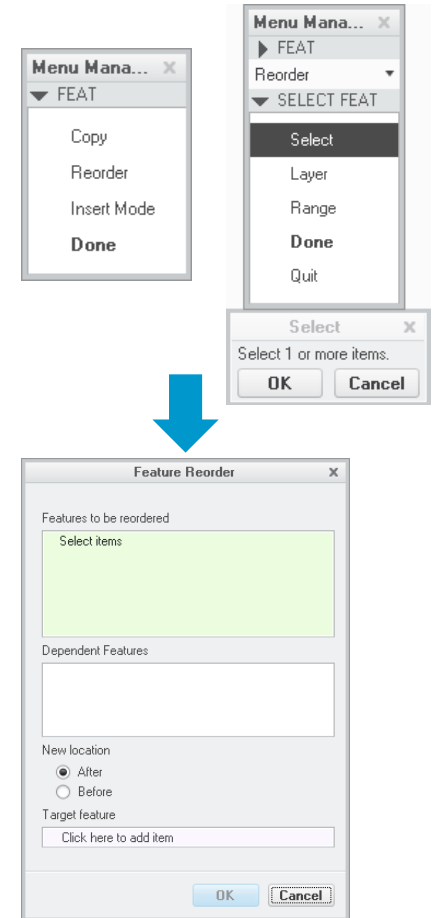 Menu Mana...
FEAT
Copy
Reorder
Insert Mode
Done
Menu Mana...
FEAT
Reorder
SELECT FEAT
Select
Layer
Range
Done
Quit
Select
Select 1 or more items.
OK Cancel
Feature Reorder
Features to be reordered
Select items
Dependent Features
New location
After
Before
Target feature
Click here to add item
OK Cancel